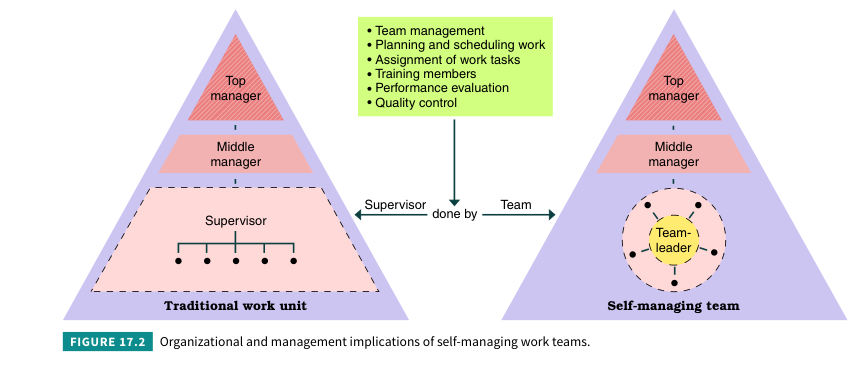 Top
manager
Middle
manager
Supervisor
Traditional work unit
• Team management
• Planning and scheduling work
• Assignment of work tasks
• Training members
• Performance evaluation
• Quality control
Supervisor
done by
Team
Top
manager
Middle
manager
Team-
leader
Self-managing team
FIGURE 17.2 Organizational and management implications of self-managing work teams.